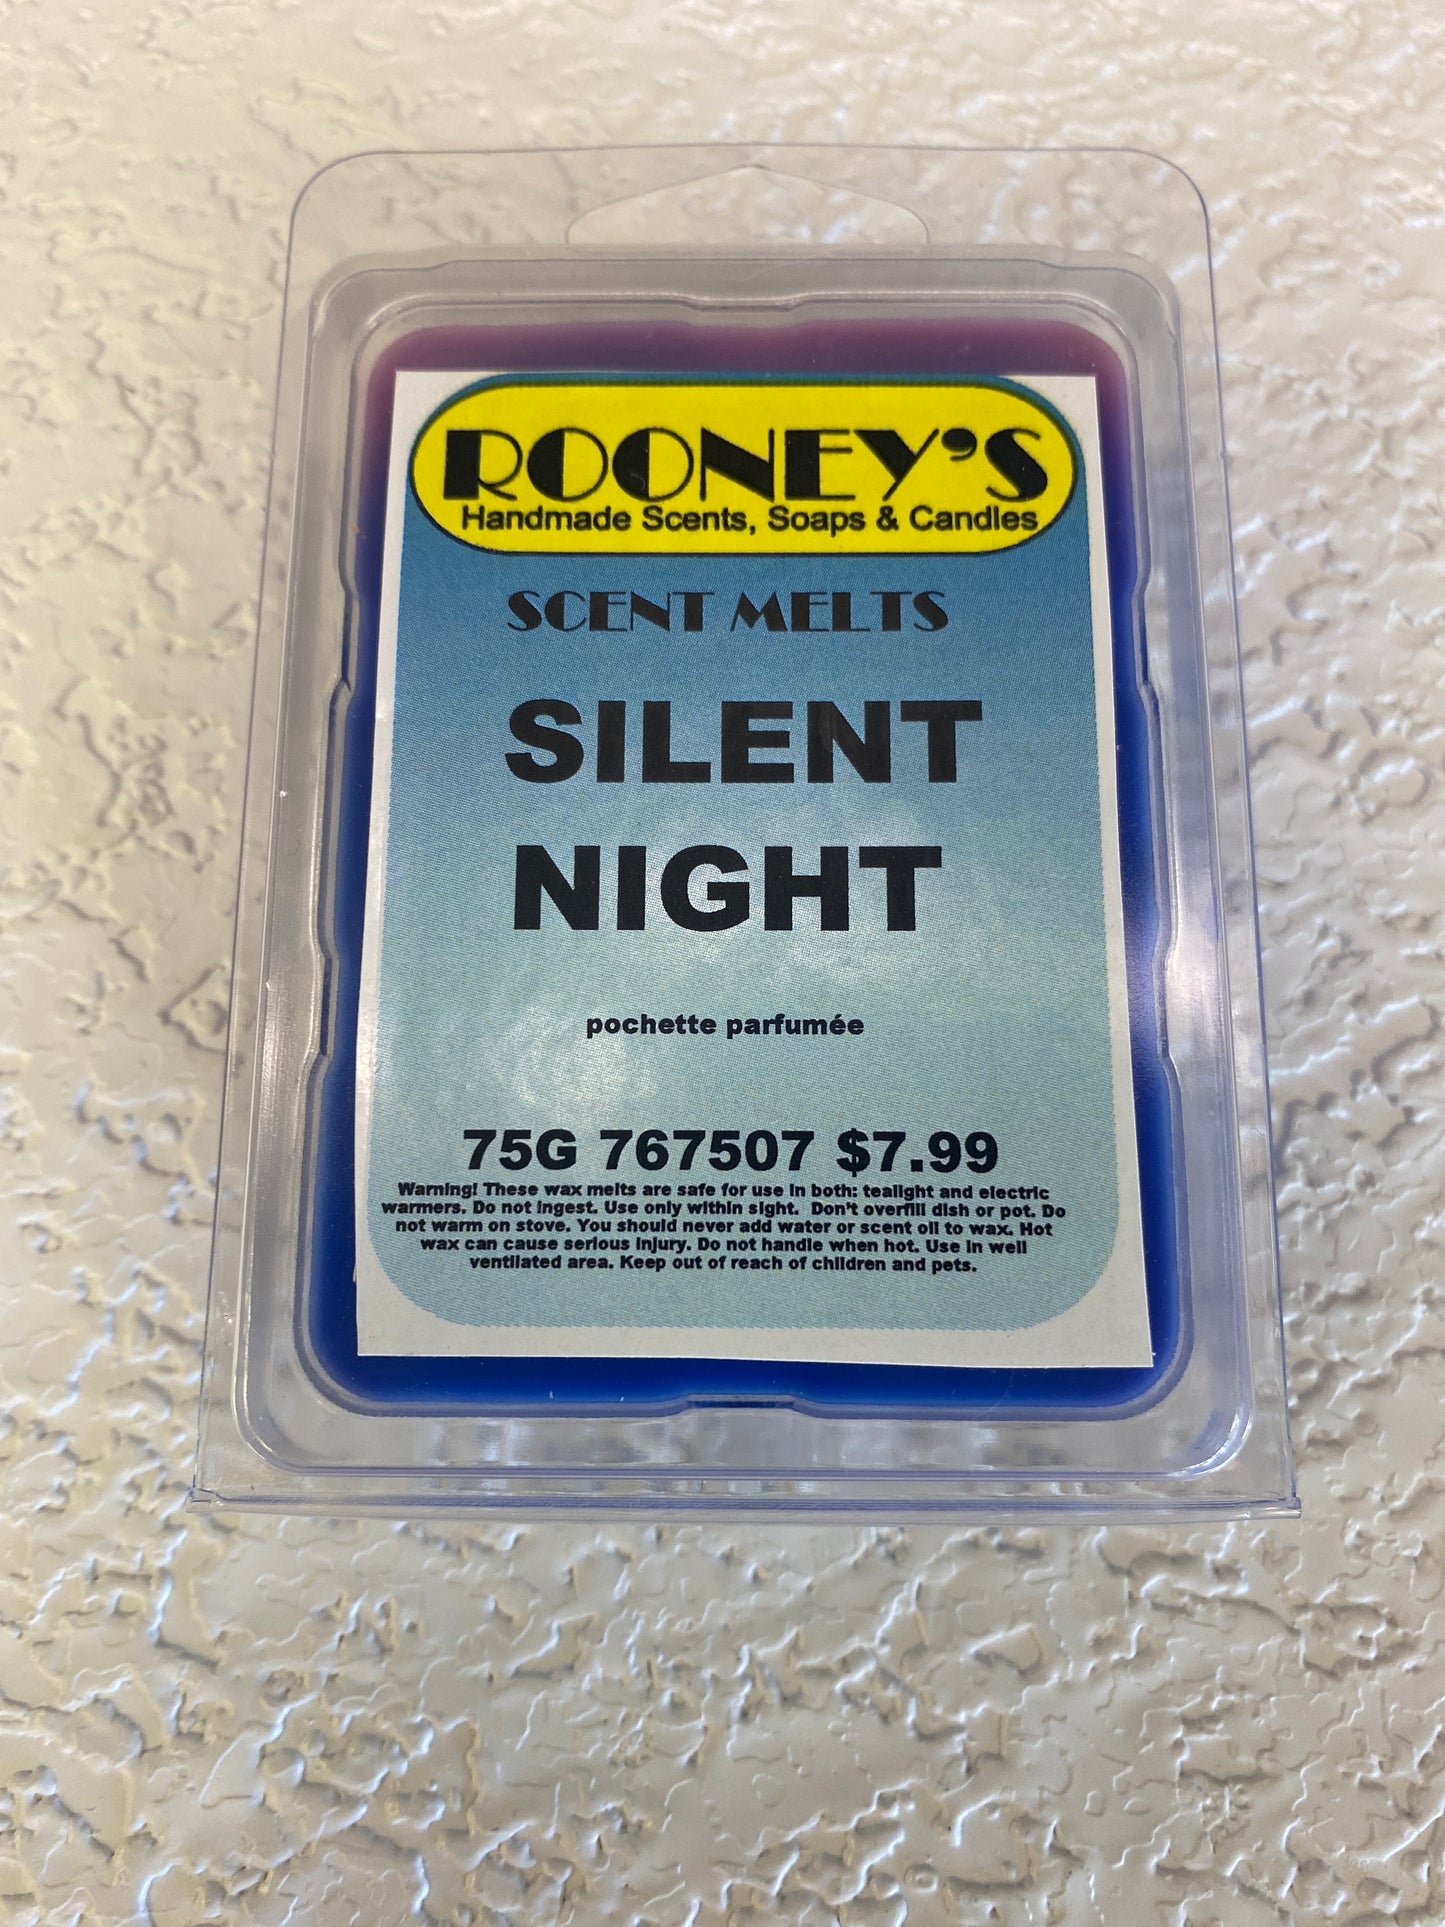 ROONEY'S
Handmade Scents, Soaps & Candles
SCENT MELTS
SILENT
NIGHT
pochette parfumée
75G 767507 $7.99
Warning! These wax melts are safe for use in both: tealight and electric
warmers. Do not ingest. Use only within sight. Don't overfill dish or pot. Do
not warm on stove. You should never add water or scent oil to wax. Hot
wax can cause serious injury. Do not handle when hot. Use in well
ventilated area. Keep out of reach of children and pets.